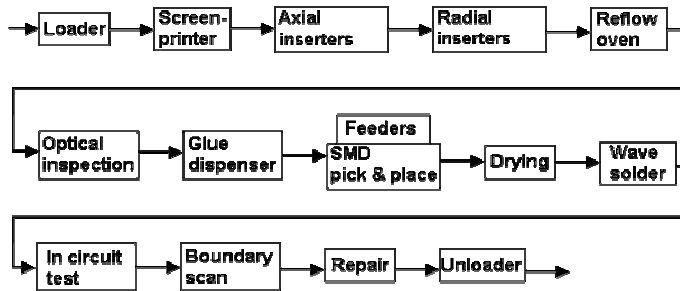 Loader
Screen-
printer
Axial
inserters
Radial
inserters
Reflow
oven
Optical
inspection
Glue
dispenser
Feeders
SMD
pick & place
Drying
Wave
solder
In circuit
test
Boundary
scan
Repair
Unloader